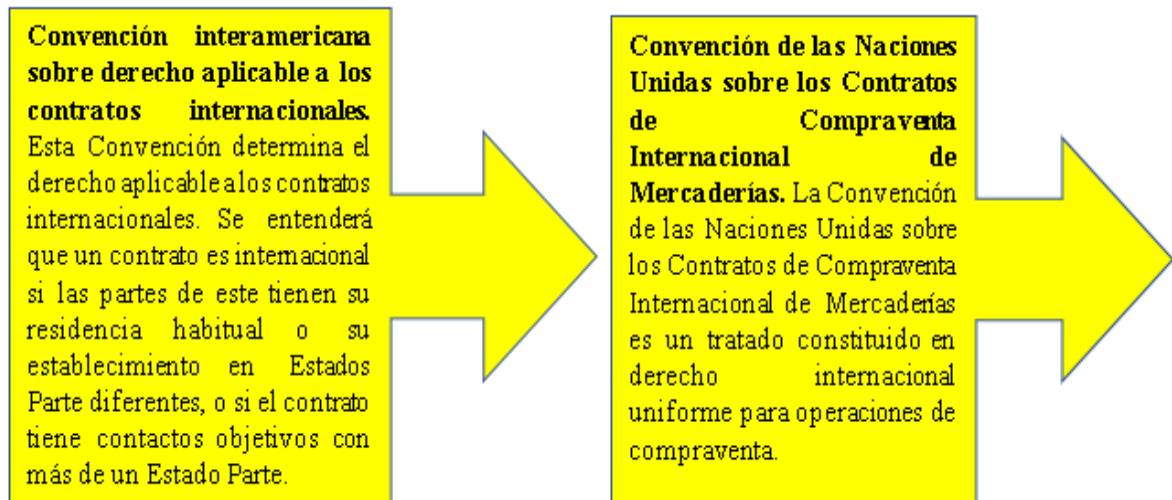 Convención interamericana
sobre derecho aplicable a los
contratos internacionales.
Esta Convención determina el
derecho aplicable a los contratos
internacionales. Se entenderá
que un contrato es internacional
si las partes de este tienen su
residencia habitual o su
establecimiento en Estados
Parte diferentes, o si el contrato
tiene contactos objetivos con
más de un Estado Parte.
Convención de las Naciones
Unidas sobre los Contratos
de Compraventa
Internacional de
Mercaderías. La Convención
de las Naciones Unidas sobre
los Contratos de Compraventa
Internacional de Mercaderías
es un tratado constituido en
derecho internacional
uniforme para operaciones de
compraventa.